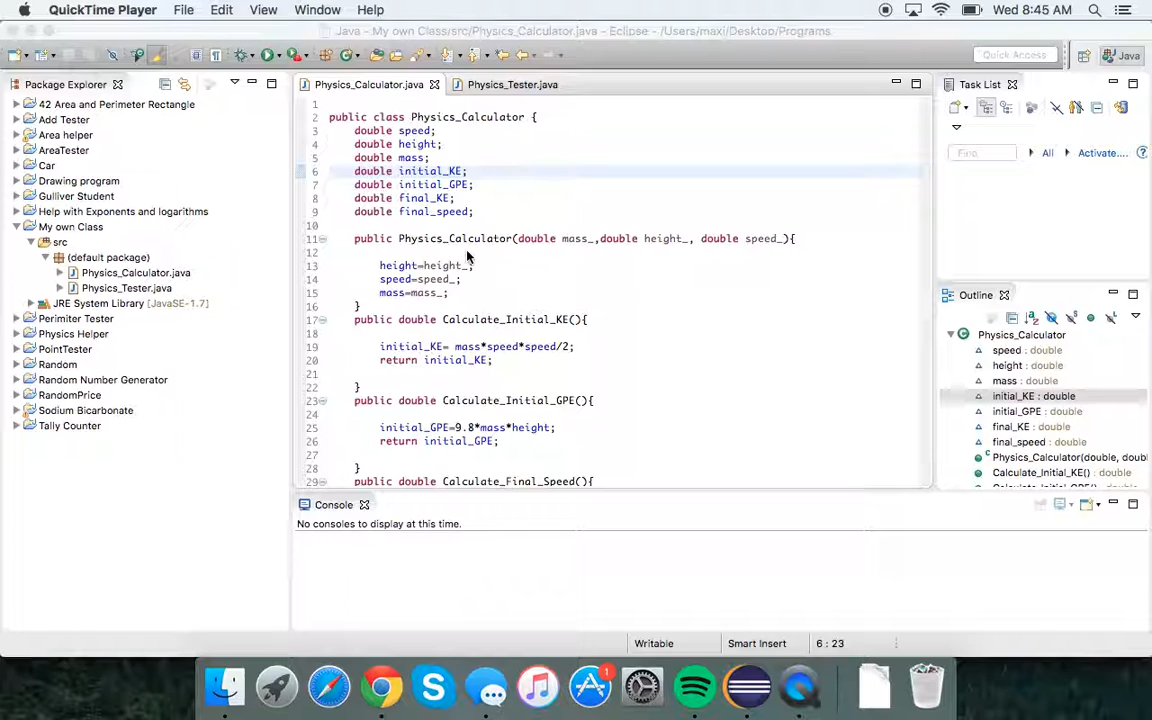 QuickTime Player File Edit View Window Help Wed 8:45 AM
Java - My own Class/src/Physics_Calculator.java - Eclipse - /Users/maxi/Desktop/Programs
Quick Access Java
Package Explorer
42 Area and Perimeter Rectangle
Add Tester
Area helper
AreaTester
Car
Drawing program
Gulliver Student
Help with Exponents and logarithms
My own Class
src
(default package)
Physics_Calculator.java
Physics_Tester.java
JRE System Library [JavaSE-1.7]
Perimiter Tester
Physics Helper
PointTester
Random
Random Number Generator
RandomPrice
Sodium Bicarbonate
Tally Counter
Physics_Calculator.java Physics_Tester.java
1
2 public class Physics_Calculator {
3 double speed;
4 double height;
5 double mass;
6 double initial_KE;
7 double initial_GPE;
8 double final_KE;
9 double final_speed;
10
11 public Physics_Calculator(double mass_,double height_, double speed_){
12
13 height=height_;
14 speed=speed_;
15 mass=mass_;
16 }
17 public double Calculate_Initial_KE(){
18
19 initial_KE= mass*speed*speed/2;
20 return initial_KE;
21
22 }
23 public double Calculate_Initial_GPE(){
24
25 initial_GPE=9.8*mass*height;
26 return initial_GPE;
27
28 }
29 public double Calculate_Final_Speed(){
Task List
Find All Activate...
Outline
Physics_Calculator
speed : double
height : double
mass : double
initial_KE : double
initial_GPE : double
final_KE : double
final_speed : double
Physics_Calculator(double, doubl
Calculate_Initial_KE() : double
Console
No consoles to display at this time.
Writable Smart Insert 6 : 23
1